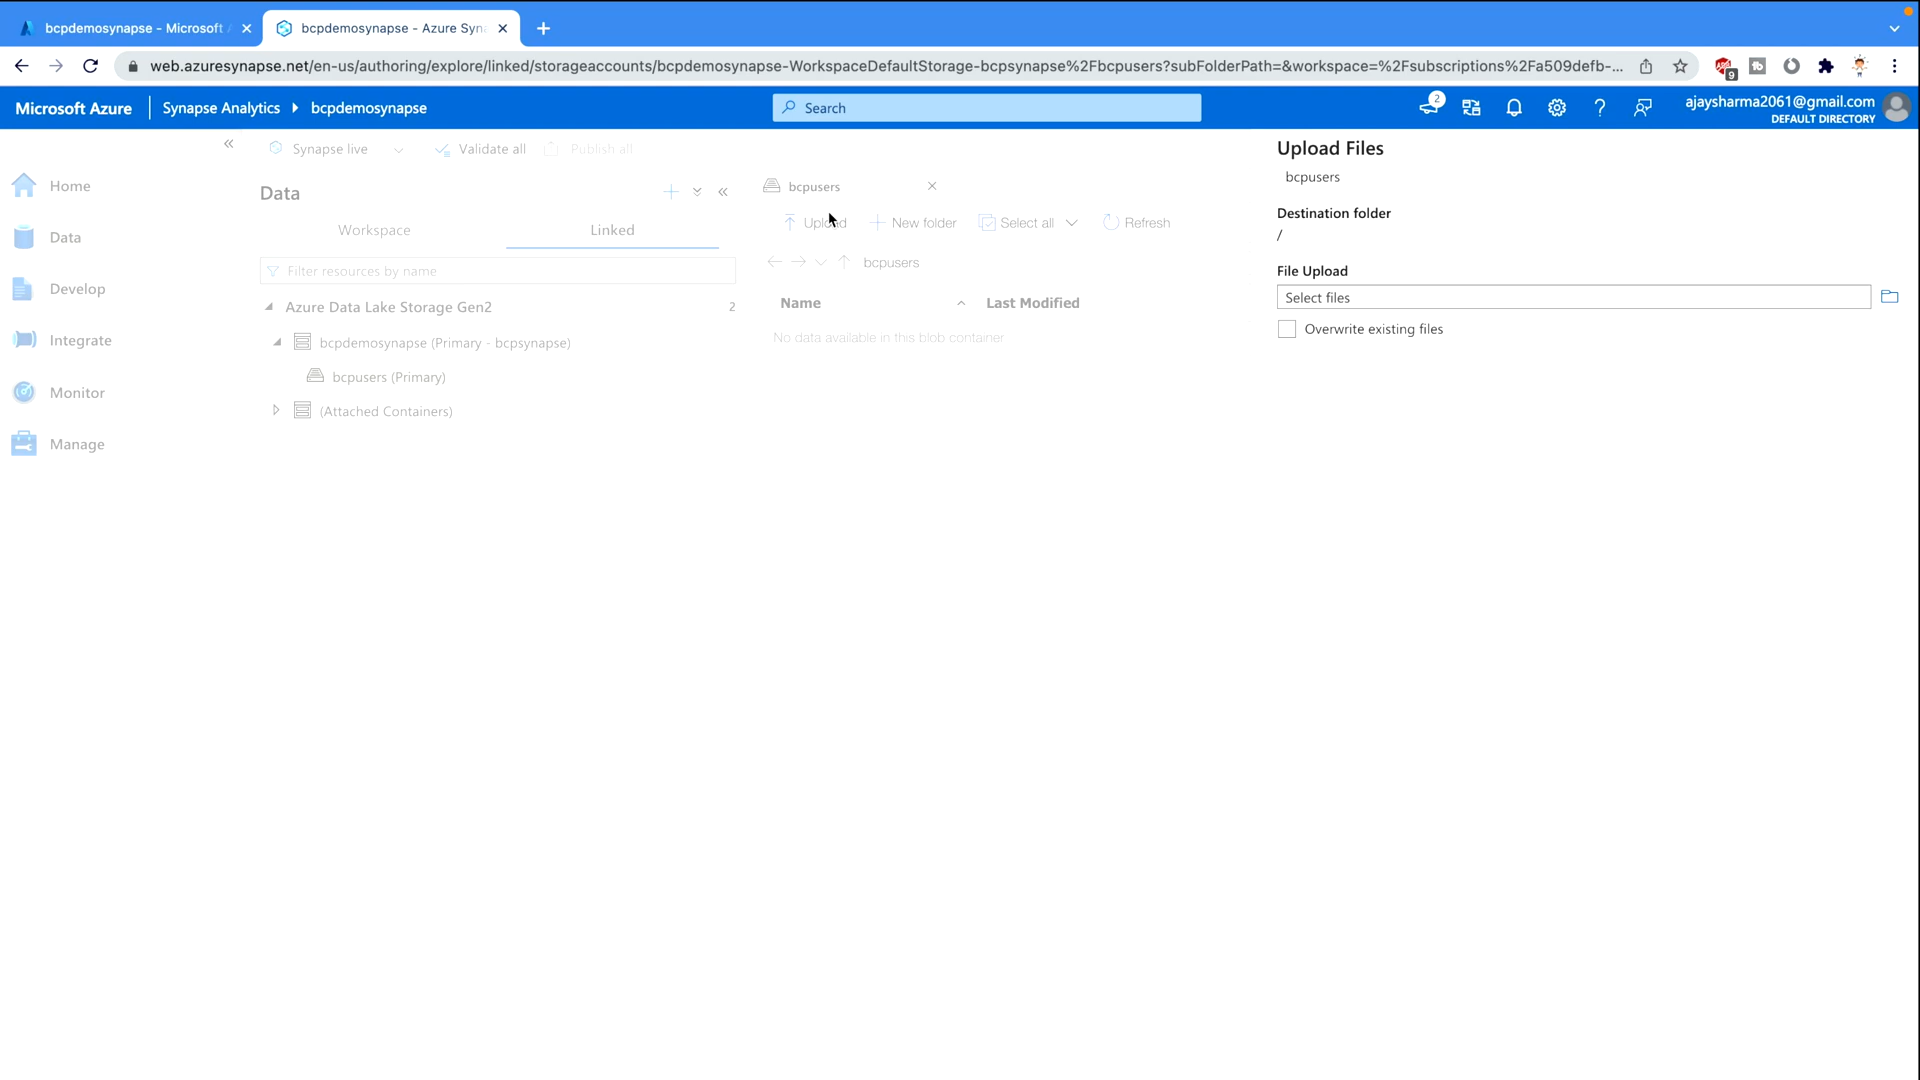 bcpdemosynapse - Microsoft
bcpdemosynapse - Azure Syn
web.azuresynapse.net/en-us/authoring/explore/linked/storageaccounts/bcpdemosynapse-WorkspaceDefaultStorage-bcpsynapse%2Fbcpusers?subFolderPath=&workspace=%2Fsubscriptions%2Fa509defb-...
9
Microsoft Azure
Synapse Analytics
bcpdemosynapse
Search
2
ajaysharma2061@gmail.com
DEFAULT DIRECTORY
Home
Data
Develop
Integrate
Monitor
Manage
Synapse live
Validate all
Publish all
Data
Workspace
Linked
Filter resources by name
Azure Data Lake Storage Gen2
2
bcpdemosynapse (Primary - bcpsynapse)
bcpusers (Primary)
(Attached Containers)
bcpusers
Upload
New folder
Select all
Refresh
bcpusers
Name
Last Modified
No data available in this blob container
Upload Files
bcpusers
Destination folder
/
File Upload
Select files
Overwrite existing files